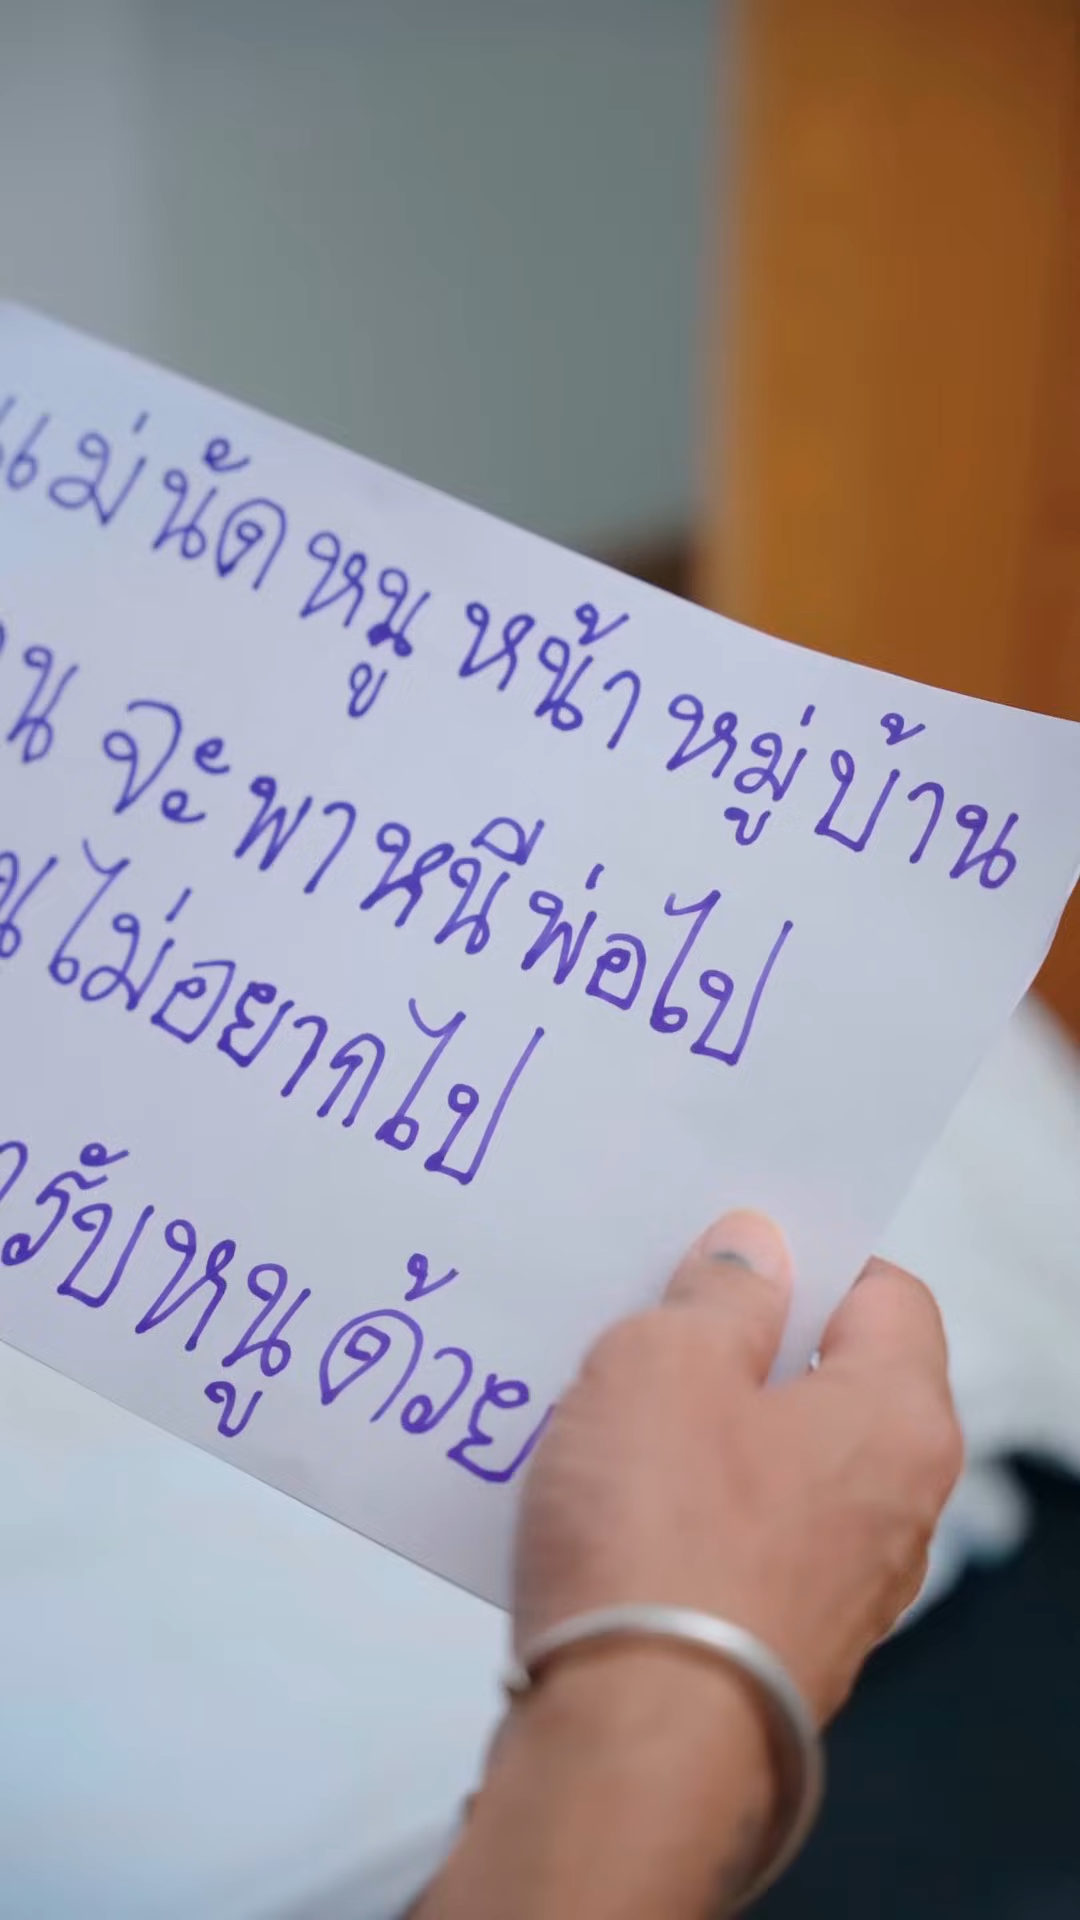 แม่นัดหนู หน้าหมู่บ้าน
จะพาหนีพ่อไป
ไม่อยากไป
รับหนูด้วย